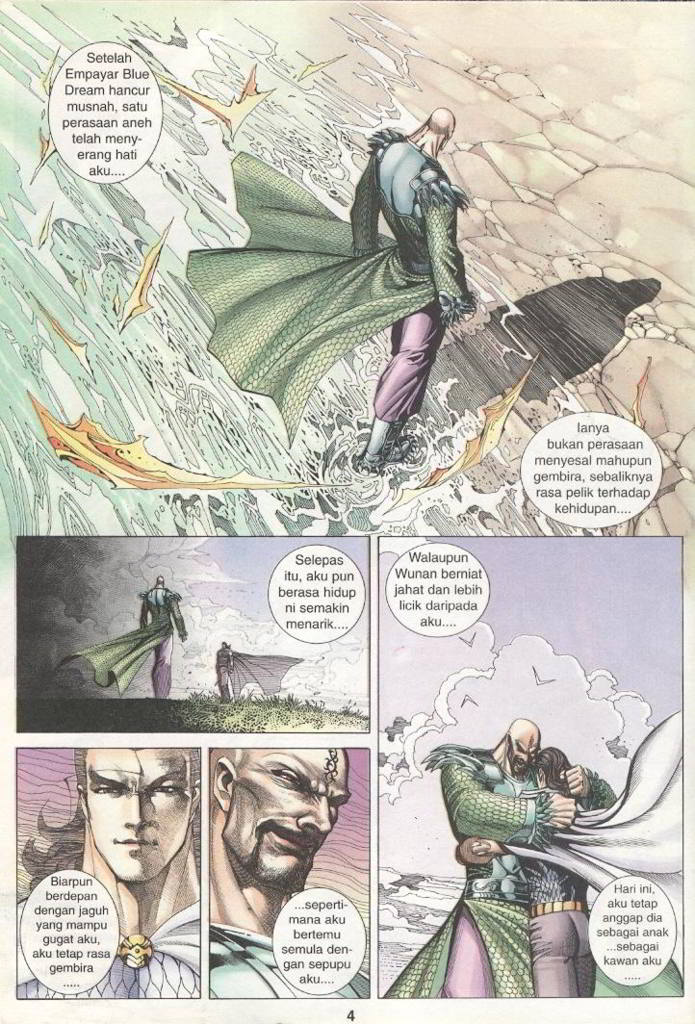 Setelah
Empayar Blue
Dream hancur
musnah, satu
perasaan aneh
telah meny-
erang hati
aku....
Ianya
bukan perasaan
menyesal mahupun
gembira, sebaliknya
rasa pelik terhadap
kehidupan....
Selepas
itu, aku pun
berasa hidup
ni semakin
menarik....
Walaupun
Wunan berniat
jahat dan lebih
licik daripada
aku....
Biarpun
berdepan
dengan jaguh
yang mampu
gugat aku,
aku tetap rasa
gembira
.....
...seperti-
mana aku
bertemu
semula den-
gan sepupu
aku....
Hari ini,
aku tetap
anggap dia
sebagai anak
...sebagai
kawan aku
.....
4